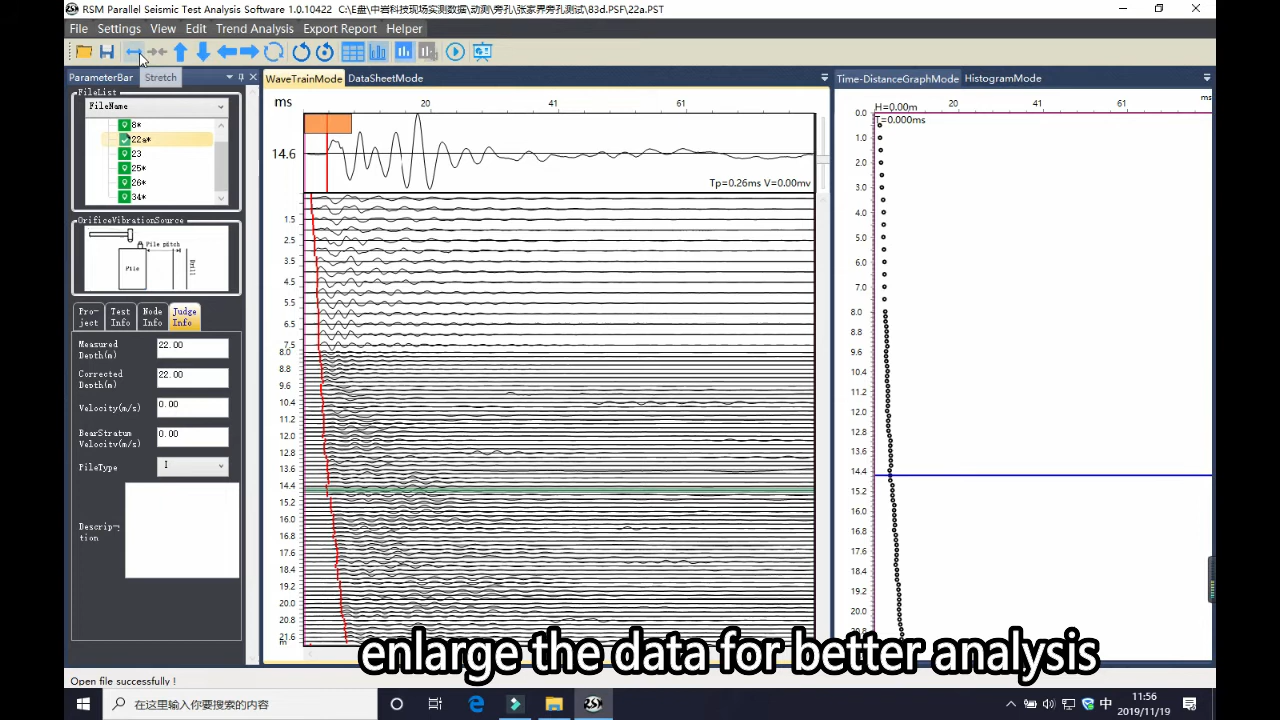 RSM Parallel Seismic Test Analysis Software 1.0.10422 C:\E盘\中岩科技现场实测数据\动测\旁孔\张家界旁孔测试\83d.PSF\22a.PST
File Settings View Edit Trend Analysis Export Report Helper
ParameterBar
Stretch
FileList
FileName
8*
22a*
23
25*
26*
34*
OrificeVibrationSource
Pile pitch
Pile
Drill
Pro-ject
Test Info
Node Info
Judge Info
Measured Depth(m) 22.00
Corrected Depth(m) 22.00
Velocity(m/s) 0.00
BearStratum Velocity(m/s) 0.00
PileType I
Descrip-tion
WaveTrainMode DataSheetMode
ms 20 41 61
14.6
Tp=0.26ms V=0.00mv
1.5
2.5
3.5
4.5
5.5
6.5
7.5
8.0
8.8
9.6
10.4
11.2
12.0
12.8
13.6
14.4
15.2
16.0
16.8
17.6
18.4
19.2
20.0
20.8
21.6
m
Time-DistanceGraphMode HistogramMode
ms
H=0.00m 20 41 61
T=0.000ms
0.0
1.0
2.0
3.0
4.0
5.0
6.0
7.0
8.0
8.8
9.6
10.4
11.2
12.0
12.8
13.6
14.4
15.2
16.0
16.8
17.6
18.4
19.2
20.0
enlarge the data for better analysis
Open file successfully !
在这里输入你要搜索的内容
中
11:56
2019/11/19